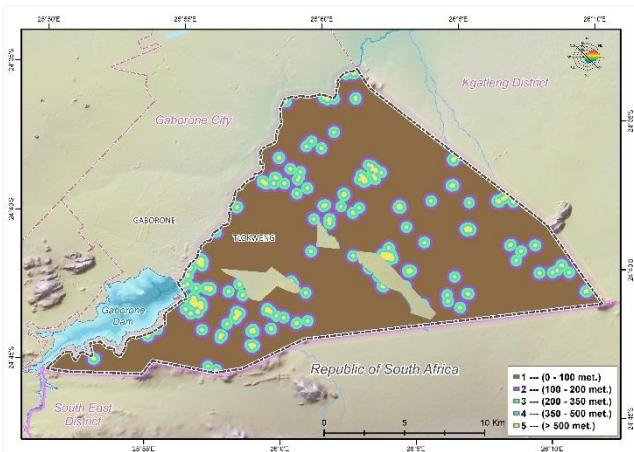 25°50'E 25°55'E 26°0'E 26°5'E 26°10'E
Kgatleng District
Gaborone City
GABORONE
TLOKWENG
Gaborone
Dam
Republic of South Africa
South East
District
1 --- (0 - 100 met.)
2 --- (100 - 200 met.)
3 --- (200 - 350 met.)
4 --- (350 - 500 met.)
5 --- (> 500 met.)
0 5 10 Km
25°55'E 26°0'E 26°5'E 26°10'E